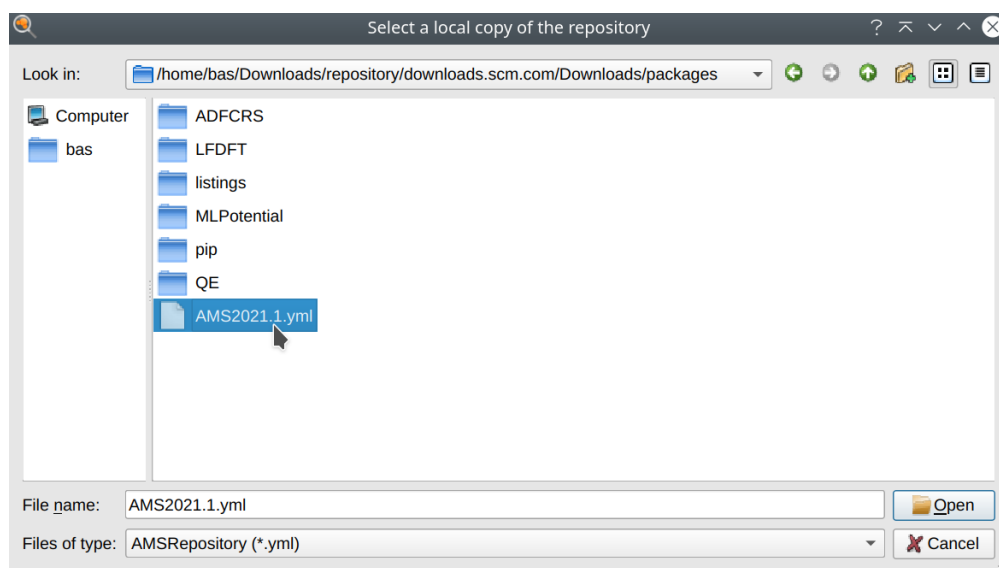 Select a local copy of the repository
Look in: /home/bas/Downloads/repository/downloads.scm.com/Downloads/packages
Computer
bas
ADFCRS
LFDFT
listings
MLPotential
pip
QE
AMS2021.1.yml
File name: AMS2021.1.yml Open
Files of type: AMSRepository (*.yml) Cancel